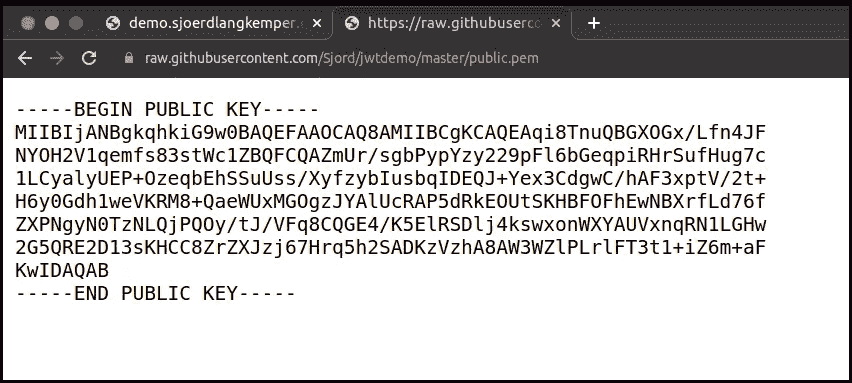 demo.sjoerdlangkemper.
https://raw.githubuserco
raw.githubusercontent.com/Sjord/jwtdemo/master/public.pem
-----BEGIN PUBLIC KEY-----
MIIBIjANBgkqhkiG9w0BAQEFAAOCAQ8AMIIBCgKCAQEAqi8TnuQBGXOGx/Lfn4JF
NYOH2V1qemfs83stWc1ZBQFCQAZmUr/sgbPypYzy229pFl6bGeqpiRHrSufHug7c
1LCyalyUEP+OzeqbEhSSuUss/XyfzybIusbqIDEQJ+Yex3CdgwC/hAF3xptV/2t+
H6y0Gdh1weVKRM8+QaeWUxMGOgzJYAlUcRAP5dRkEOUtSKHBFOFhEwNBXrfLd76f
ZXPNgyN0TzNLQjPQOy/tJ/VFq8CQGE4/K5ElRSDlj4kswxonWXYAUVxnqRN1LGHw
2G5QRE2D13sKHCC8ZrZXJzj67Hrq5h2SADKzVzhA8AW3WZlPLrlFT3t1+iZ6m+aF
KwIDAQAB
-----END PUBLIC KEY-----